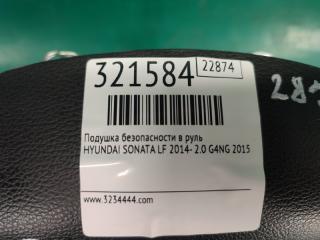 321584 22874
Подушка безопасности в руль
HYUNDAI SONATA LF 2014- 2.0 G4NG 2015
www.3234444.com